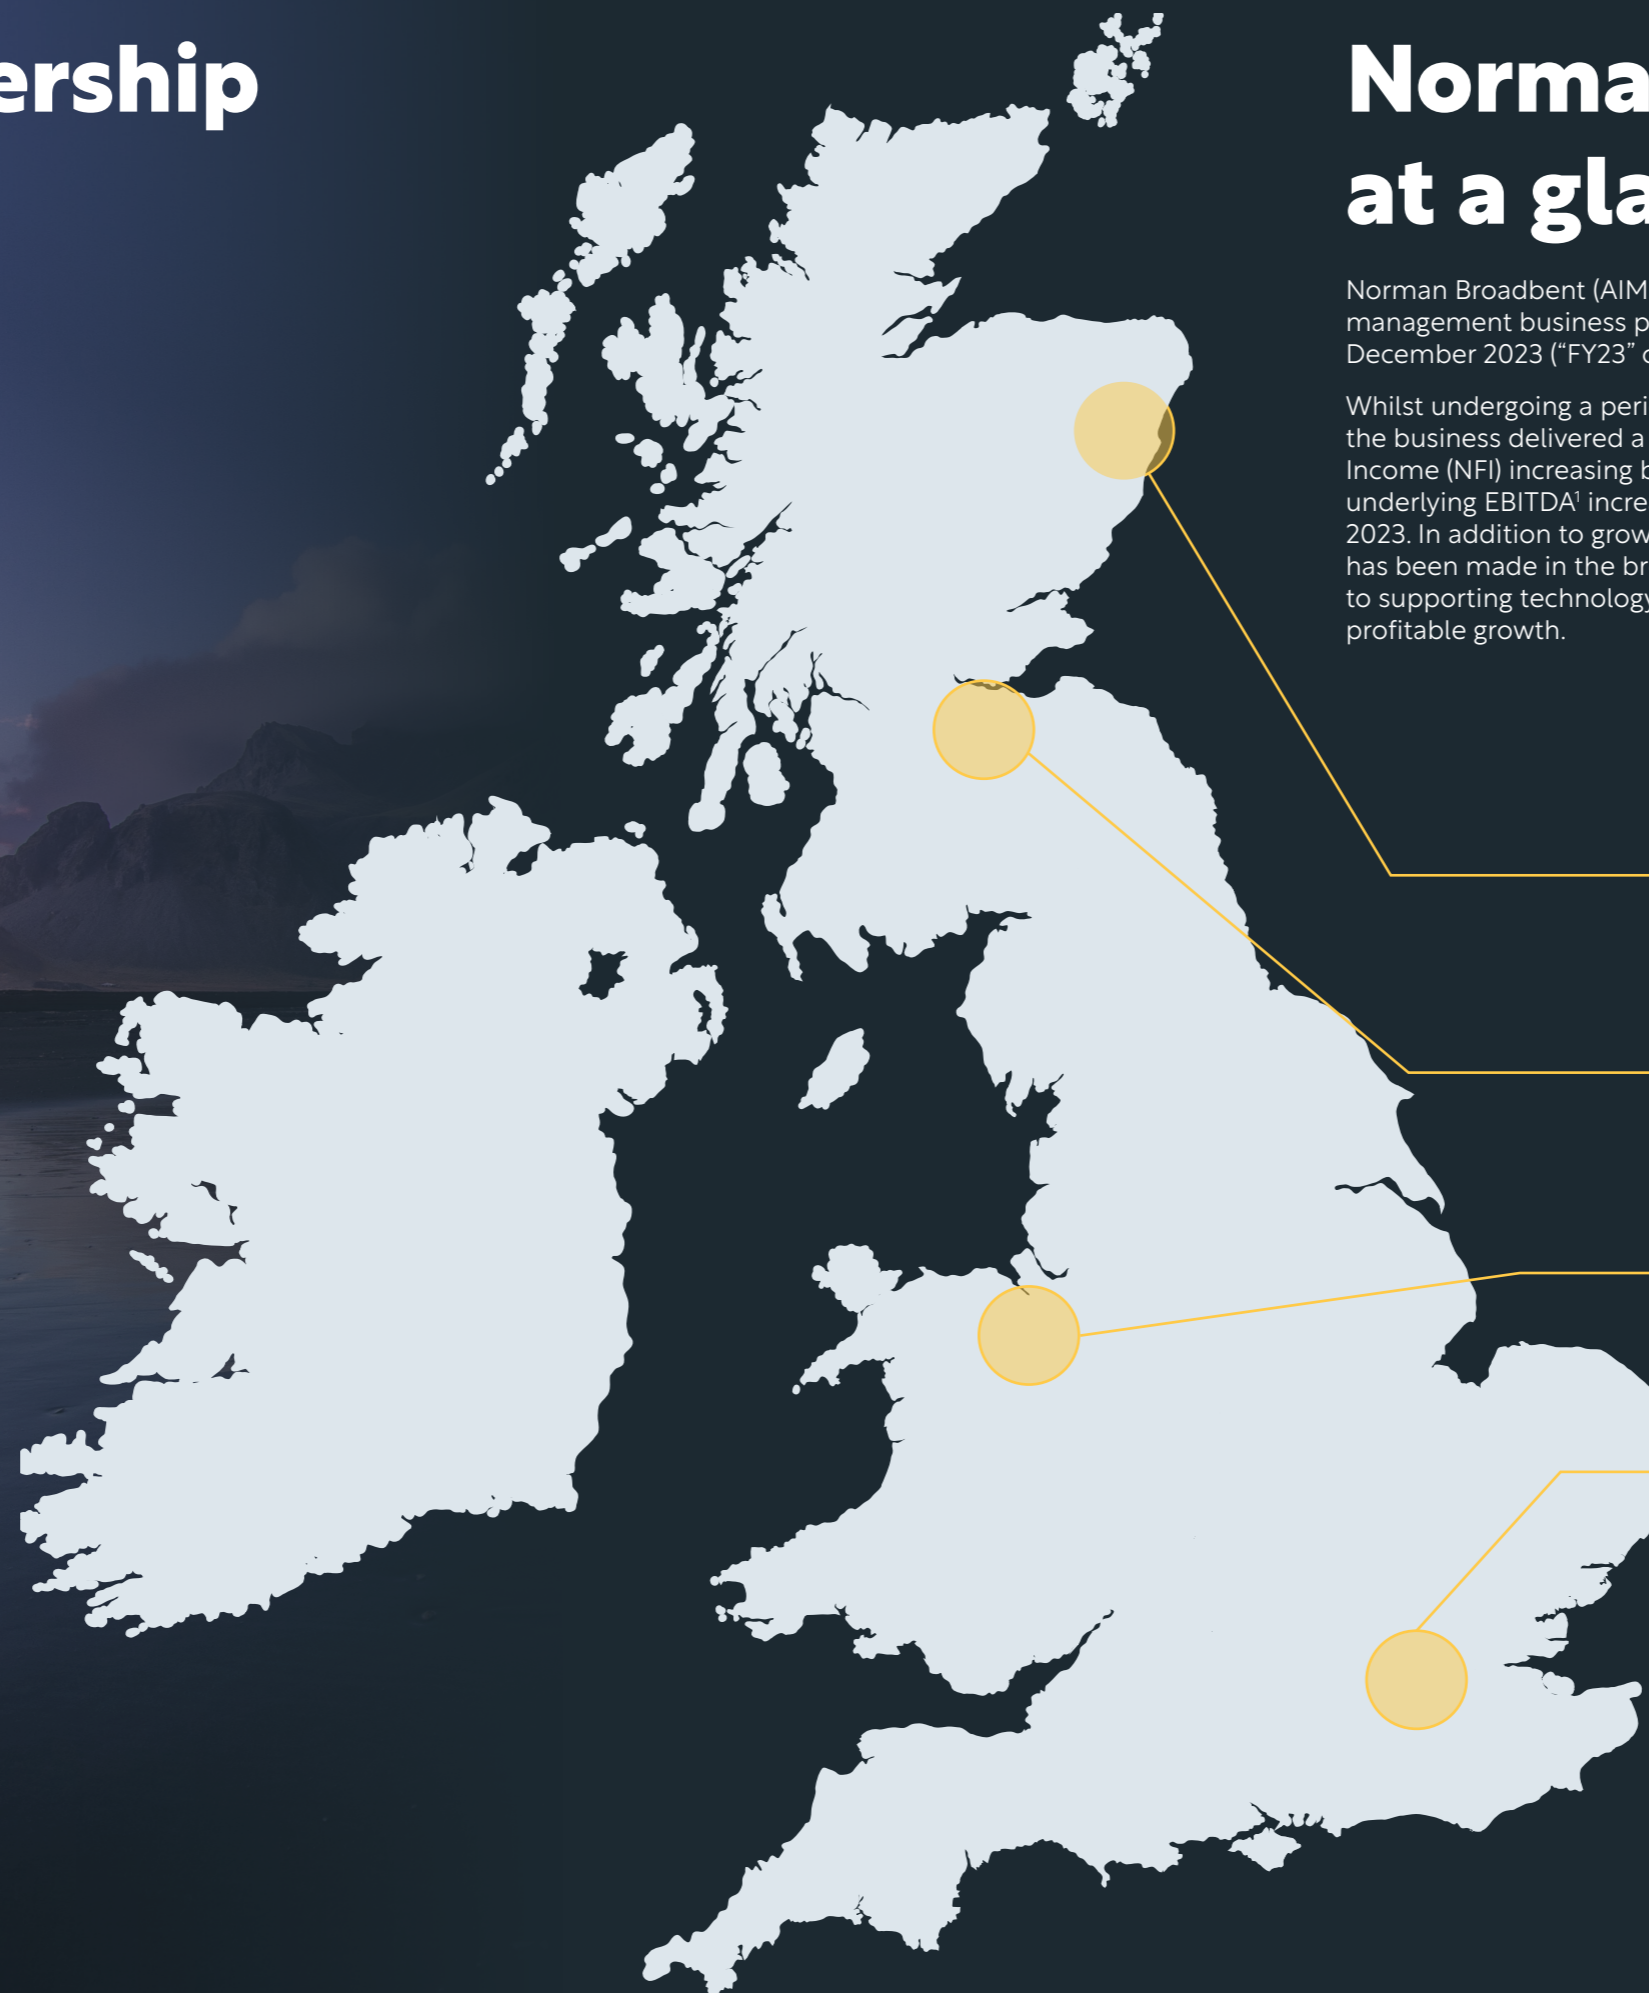 ership
Norma
at a gla
Norman Broadbent (AIM
management business p
December 2023 (“FY23” o
Whilst undergoing a peri
the business delivered a
Income (NFI) increasing b
underlying EBITDA¹ incre
2023. In addition to grow
has been made in the br
to supporting technology
profitable growth.